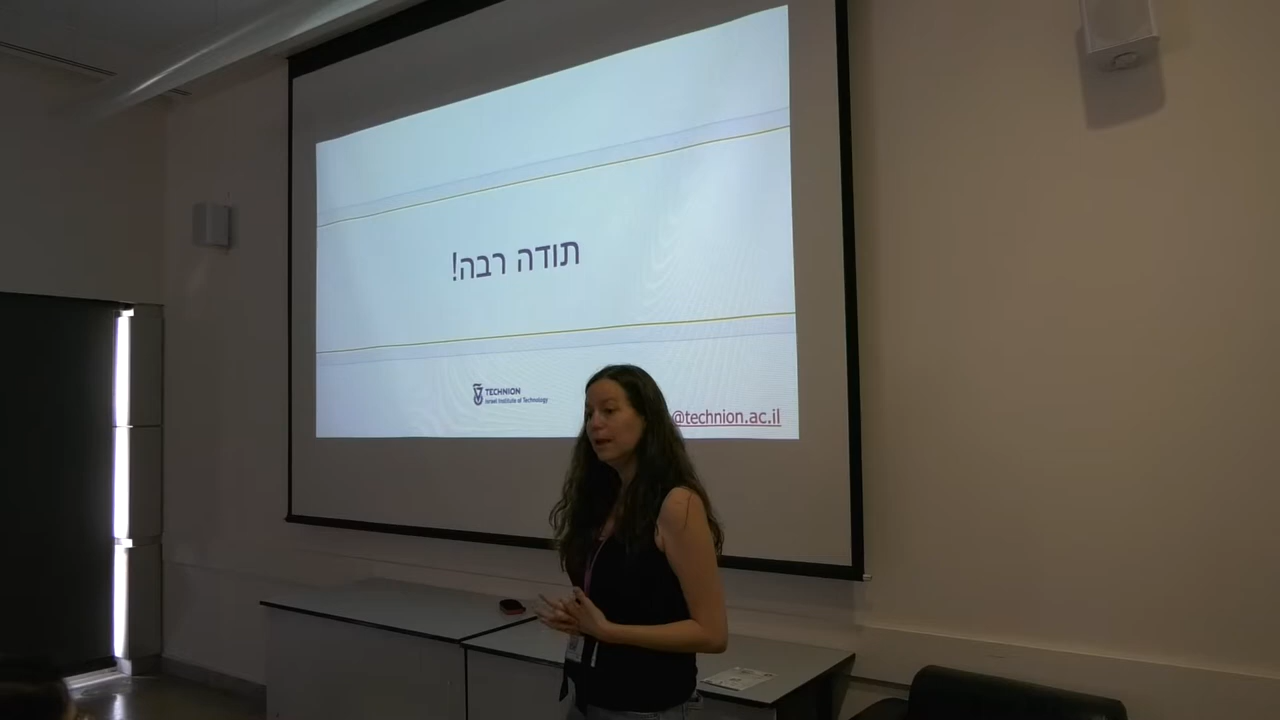 תודה רבה!
TECHNION
Israel Institute of Technology
@technion.ac.il